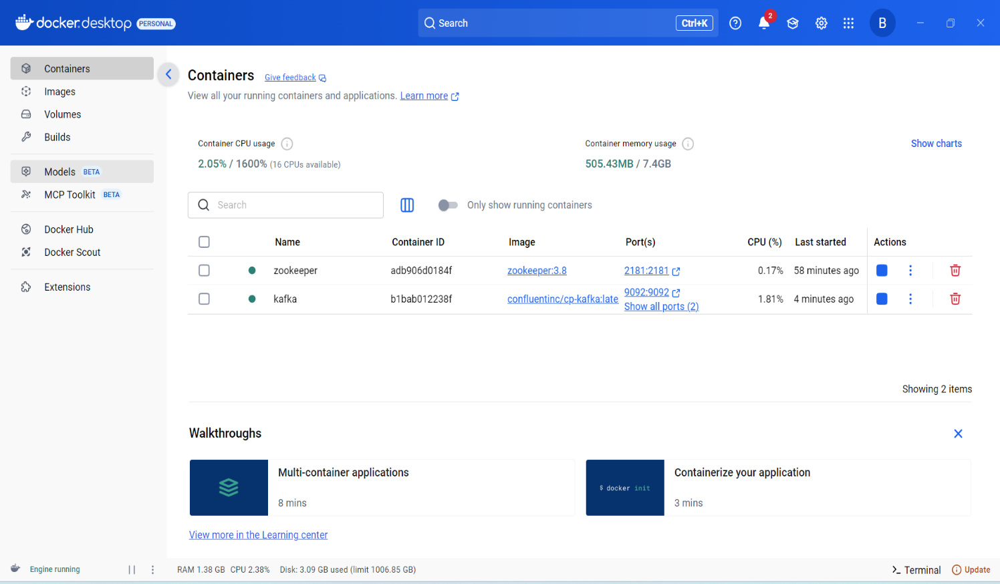 docker.desktop PERSONAL
Search
Ctrl+K
2
B
Containers
Images
Volumes
Builds
Models BETA
MCP Toolkit BETA
Docker Hub
Docker Scout
Extensions
Containers Give feedback
View all your running containers and applications. Learn more
Container CPU usage
2.05% / 1600% (16 CPUs available)
Container memory usage
505.43MB / 7.4GB
Show charts
Search
Only show running containers
Name Container ID Image Port(s) CPU (%) Last started Actions
zookeeper adb906d0184f zookeeper:3.8 2181:2181 0.17% 58 minutes ago
kafka b1bab012238f confluentinc/cp-kafka:late 9092:9092 1.81% 4 minutes ago
Show all ports (2)
Showing 2 items
Walkthroughs
Multi-container applications
8 mins
$ docker init
Containerize your application
3 mins
View more in the Learning center
Engine running
RAM 1.38 GB CPU 2.38% Disk: 3.09 GB used (limit 1006.85 GB)
Terminal
Update